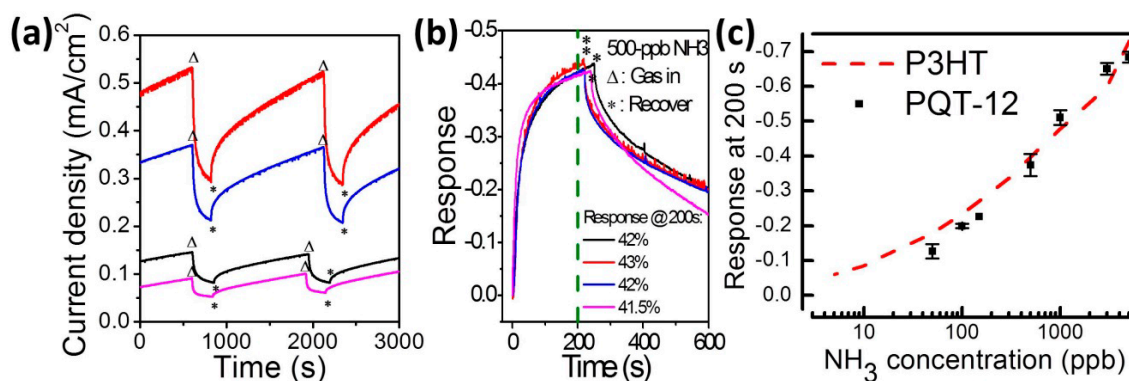 (a)
Current density (mA/cm²)
0.6
0.5
0.4
0.3
0.2
0.1
0.0
Δ Δ
Δ Δ
Δ Δ
Δ Δ
* *
* *
* *
* *
0 1000 2000 3000
Time (s)
(b)
Response
-0.5
-0.4
-0.3
-0.2
-0.1
0.0
500-ppb NH3
Δ : Gas in
* : Recover
* *
* *
Response @200s:
42%
43%
42%
41.5%
0 200 400 600
Time (s)
(c)
Response at 200 s
-0.7
-0.6
-0.5
-0.4
-0.3
-0.2
-0.1
0.0
P3HT
PQT-12
10 100 1000
NH₃ concentration (ppb)